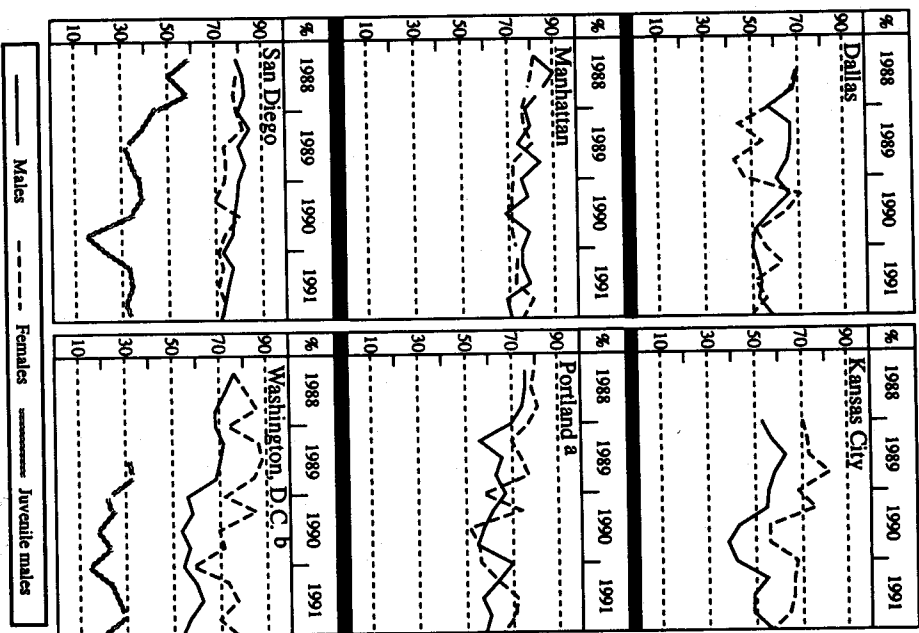 % 1988 1989 1990 1991
90 Dallas
70
50
30
10
% 1988 1989 1990 1991
90 Kansas City
70
50
30
10
% 1988 1989 1990 1991
90 Manhattan
70
50
30
10
% 1988 1989 1990 1991
90 Portland a
70
50
30
10
% 1988 1989 1990 1991
90 San Diego
70
50
30
10
% 1988 1989 1990 1991
90 Washington, D.C. b
70
50
30
10
Males Females Juvenile males